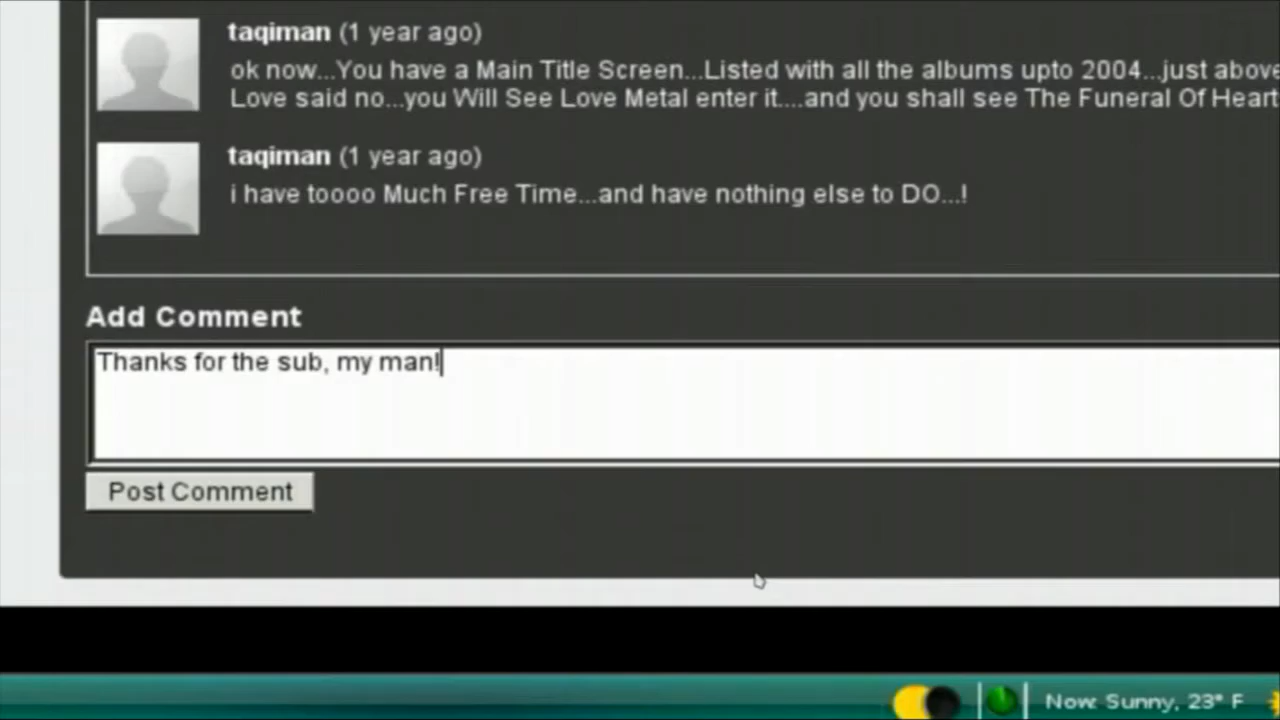 taqiman (1 year ago)
ok now...You have a Main Title Screen...Listed with all the albums upto 2004...just above
Love said no...you Will See Love Metal enter it....and you shall see The Funeral Of Heart
taqiman (1 year ago)
i have toooo Much Free Time...and have nothing else to DO...!
Add Comment
Thanks for the sub, my man!
Post Comment
Now: Sunny, 23° F